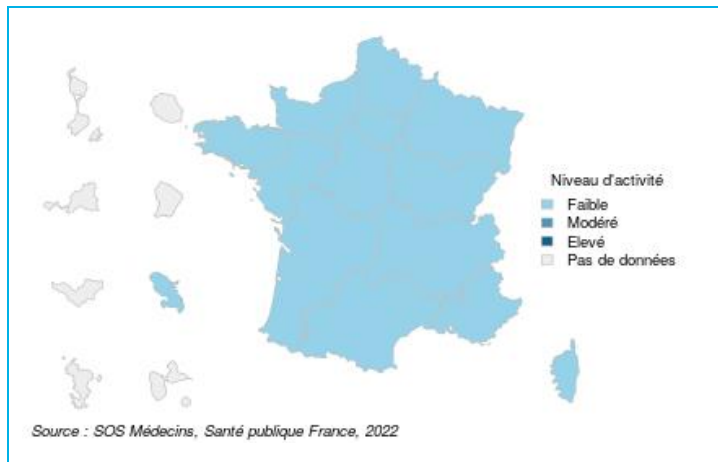 Niveau d'activité
Faible
Modéré
Elevé
Pas de données
Source : SOS Médecins, Santé publique France, 2022